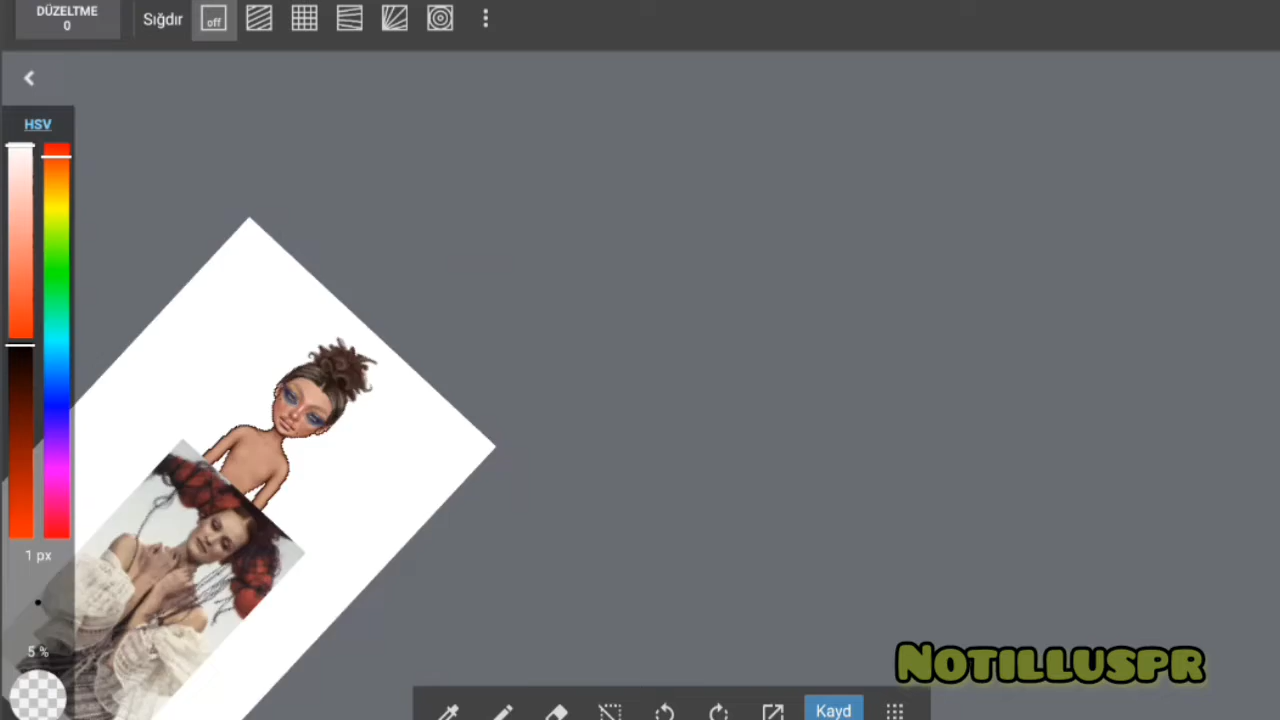 DÜZELTME
0
Sığdır
off
HSV
1 px
5 %
NOTILLUSPR
Kayd